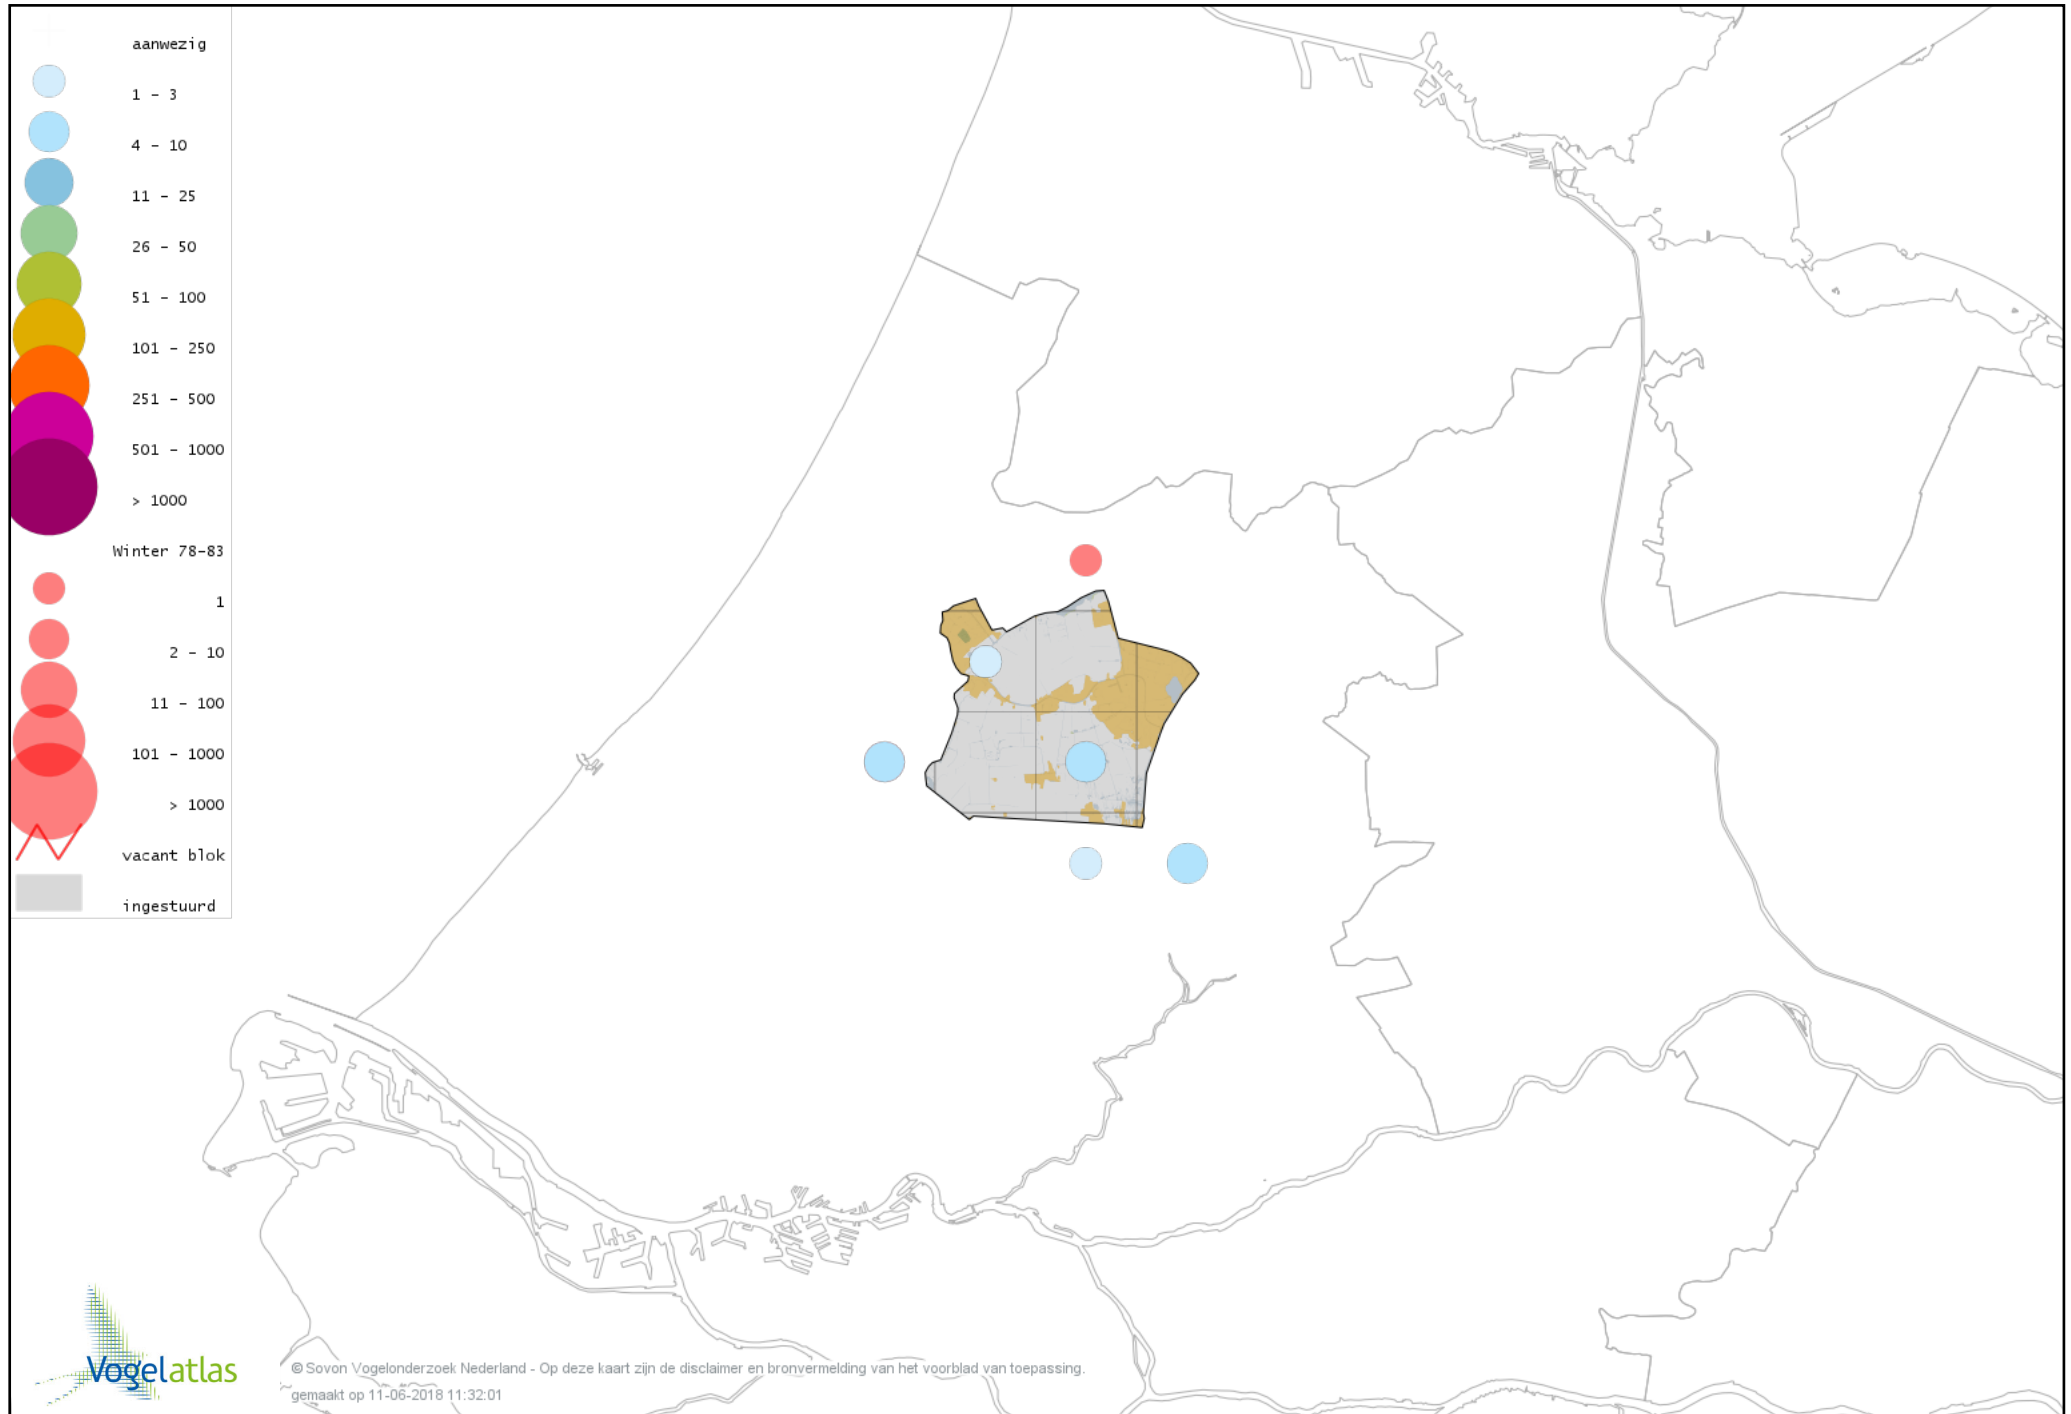 aanwezig
1 - 3
4 - 10
11 - 25
26 - 50
51 - 100
101 - 250
251 - 500
501 - 1000
> 1000
Winter 78-83
1
2 - 10
11 - 100
101 - 1000
> 1000
vacant blok
ingestuurd
Vogelatlas
© Sovon Vogelonderzoek Nederland - Op deze kaart zijn de disclaimer en bronvermelding van het voorblad van toepassing.
gemaakt op 11-06-2018 11:32:01